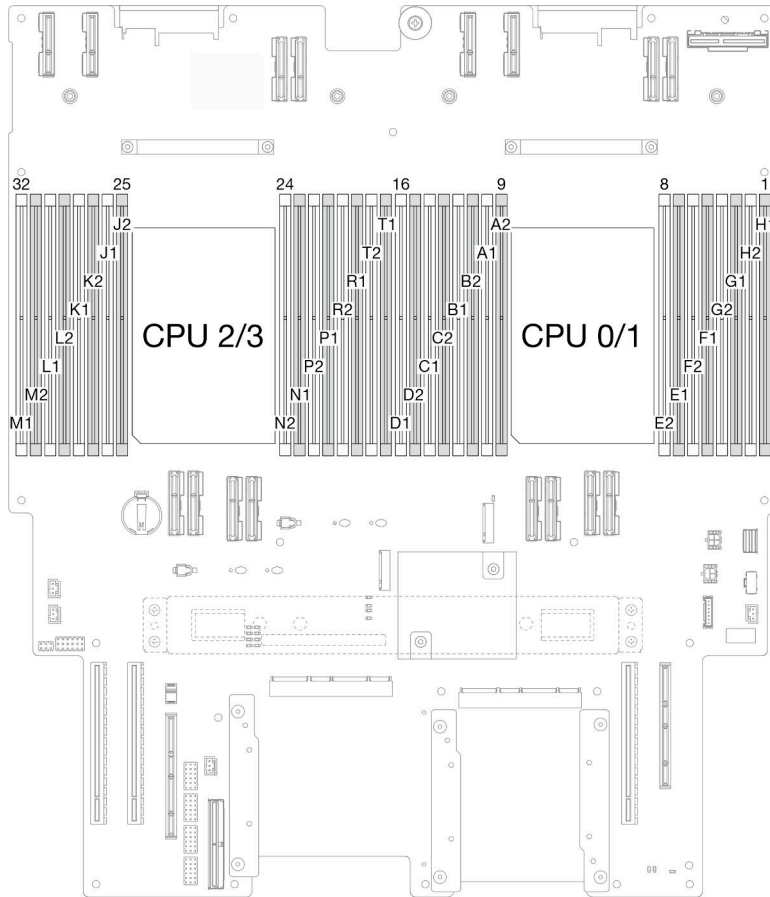 32 25 24 16 9 8 1
J2 T1 A2 H1
J1 T2 A1 H2
K2 R1 B2 G1
K1 R2 B1 G2
CPU 2/3 CPU 0/1
L2 P1 C2 F1
L1 P2 C1 F2
M2 N1 D2 E1
M1 N2 D1 E2